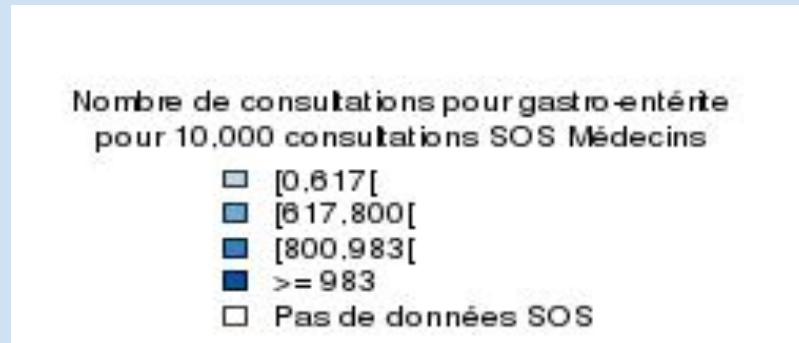 Nombre de consultations pour gastro-entérite
pour 10,000 consultations SOS Médecins
[0,617[
[617,800[
[800,983[
>= 983
Pas de données SOS